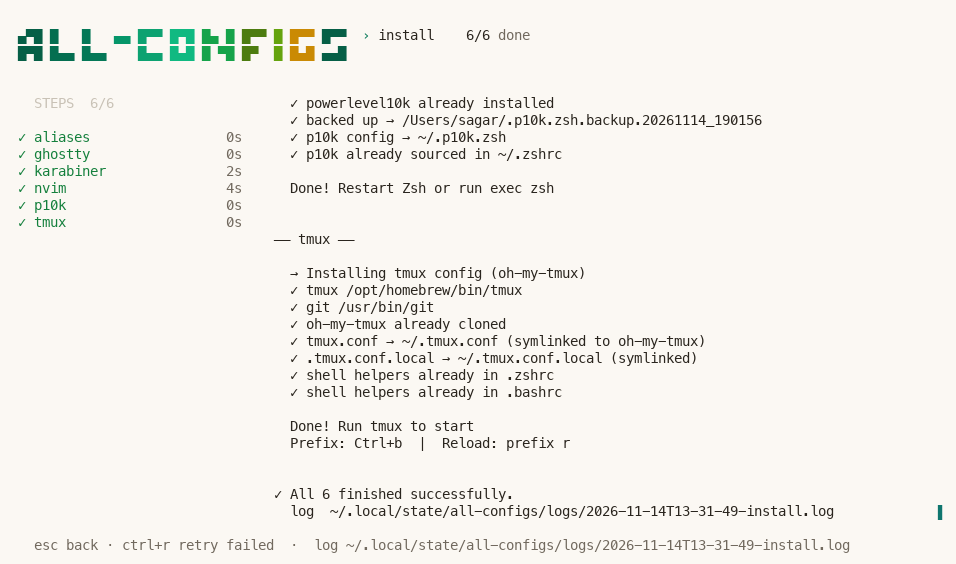 ALL-CONFIGS › install 6/6 done
STEPS 6/6
✓ aliases 0s
✓ ghostty 0s
✓ karabiner 2s
✓ nvim 4s
✓ p10k 0s
✓ tmux 0s
✓ powerlevel10k already installed
✓ backed up → /Users/sagar/.p10k.zsh.backup.20261114_190156
✓ p10k config → ~/.p10k.zsh
✓ p10k already sourced in ~/.zshrc
Done! Restart Zsh or run exec zsh
—— tmux ——
→ Installing tmux config (oh-my-tmux)
✓ tmux /opt/homebrew/bin/tmux
✓ git /usr/bin/git
✓ oh-my-tmux already cloned
✓ tmux.conf → ~/.tmux.conf (symlinked to oh-my-tmux)
✓ .tmux.conf.local → ~/.tmux.conf.local (symlinked)
✓ shell helpers already in .zshrc
✓ shell helpers already in .bashrc
Done! Run tmux to start
Prefix: Ctrl+b | Reload: prefix r
✓ All 6 finished successfully.
log ~/.local/state/all-configs/logs/2026-11-14T13-31-49-install.log
esc back · ctrl+r retry failed · log ~/.local/state/all-configs/logs/2026-11-14T13-31-49-install.log